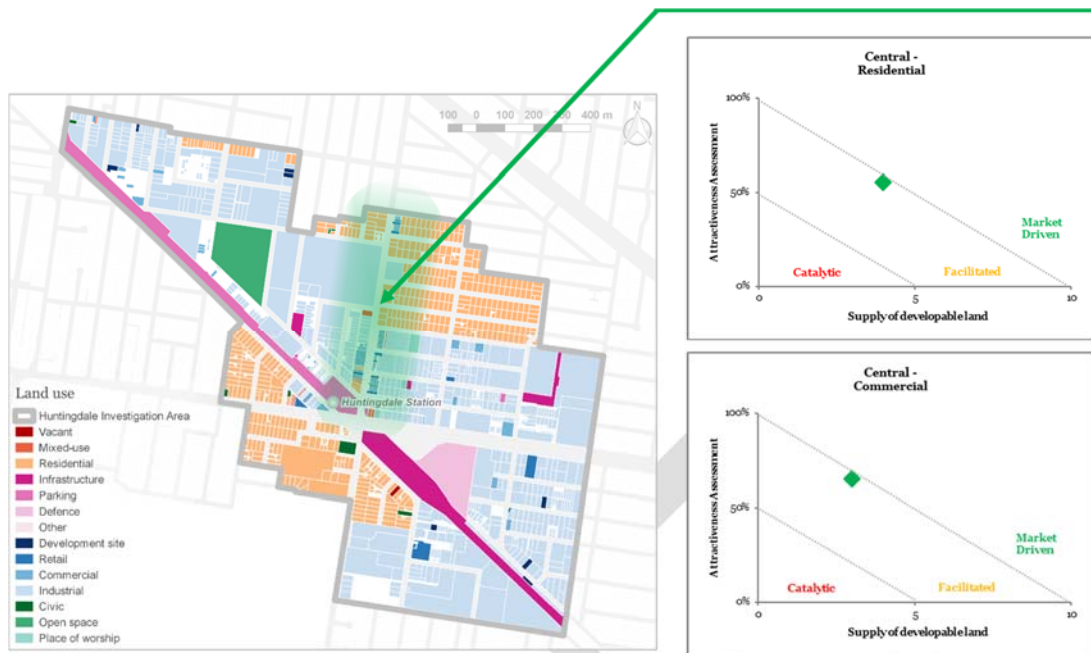 100 0 100 200 300 400 m
N
Huntingdale Station
Land use
Huntingdale Investigation Area
Vacant
Mixed-use
Residential
Infrastructure
Parking
Defence
Other
Development site
Retail
Commercial
Industrial
Civic
Open space
Place of worship
Central -
Residential
100%
50%
0%
Attractiveness Assessment
Market
Driven
Catalytic
Facilitated
0
5
10
Supply of developable land
Central -
Commercial
100%
50%
0%
Attractiveness Assessment
Market
Driven
Catalytic
Facilitated
0
5
10
Supply of developable land